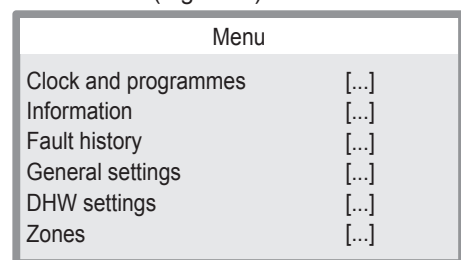 Menu
Clock and programmes [...]
Information [...]
Fault history [...]
General settings [...]
DHW settings [...]
Zones [...]